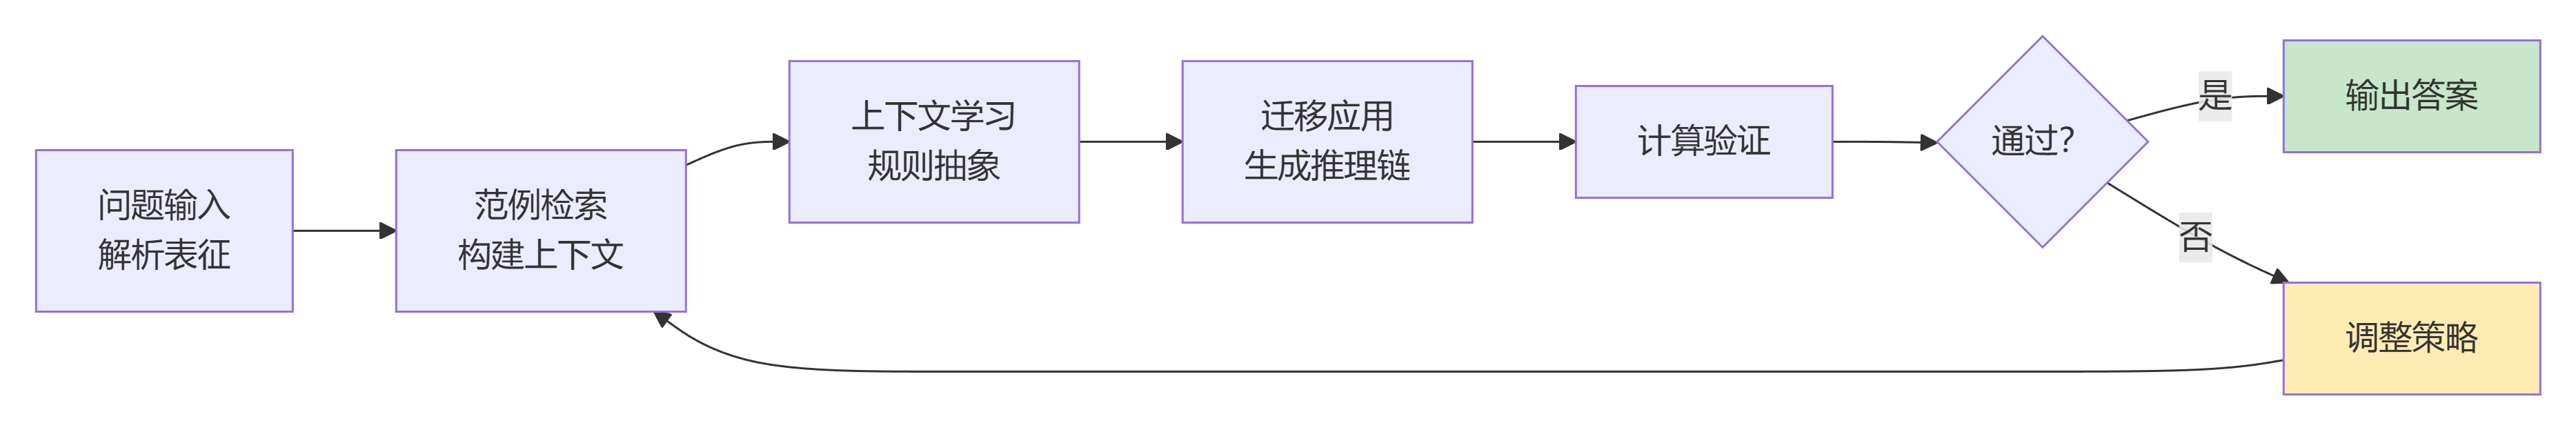 问题输入
解析表征
范例检索
构建上下文
上下文学习
规则抽象
迁移应用
生成推理链
计算验证
通过?
是
输出答案
否
调整策略